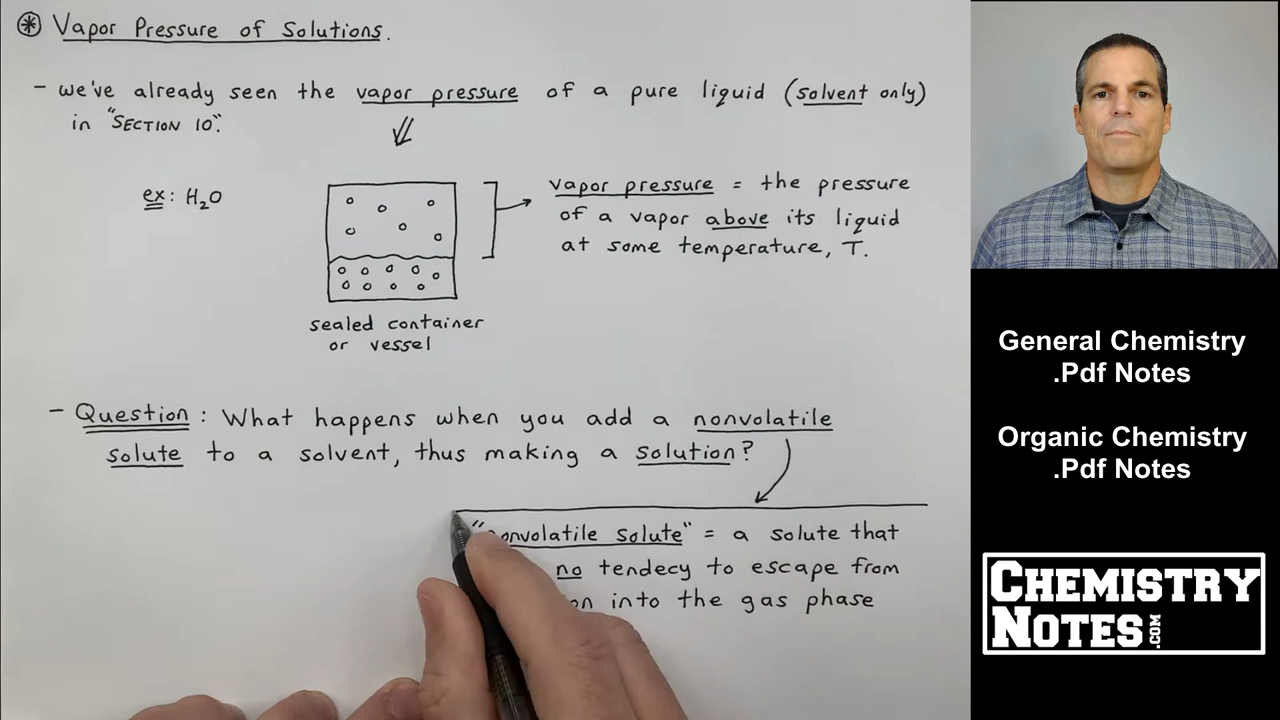 ⊛ Vapor Pressure of Solutions.
- we've already seen the vapor pressure of a pure liquid (solvent only)
in "SECTION 10".
ex: H₂O
vapor pressure = the pressure
of a vapor above its liquid
at some temperature, T.
sealed container
or vessel
- Question: What happens when you add a nonvolatile
solute to a solvent, thus making a solution?
"nonvolatile solute" = a solute that
no tendecy to escape from
into the gas phase
General Chemistry
.Pdf Notes
Organic Chemistry
.Pdf Notes
CHEMISTRY
NOTES.COM